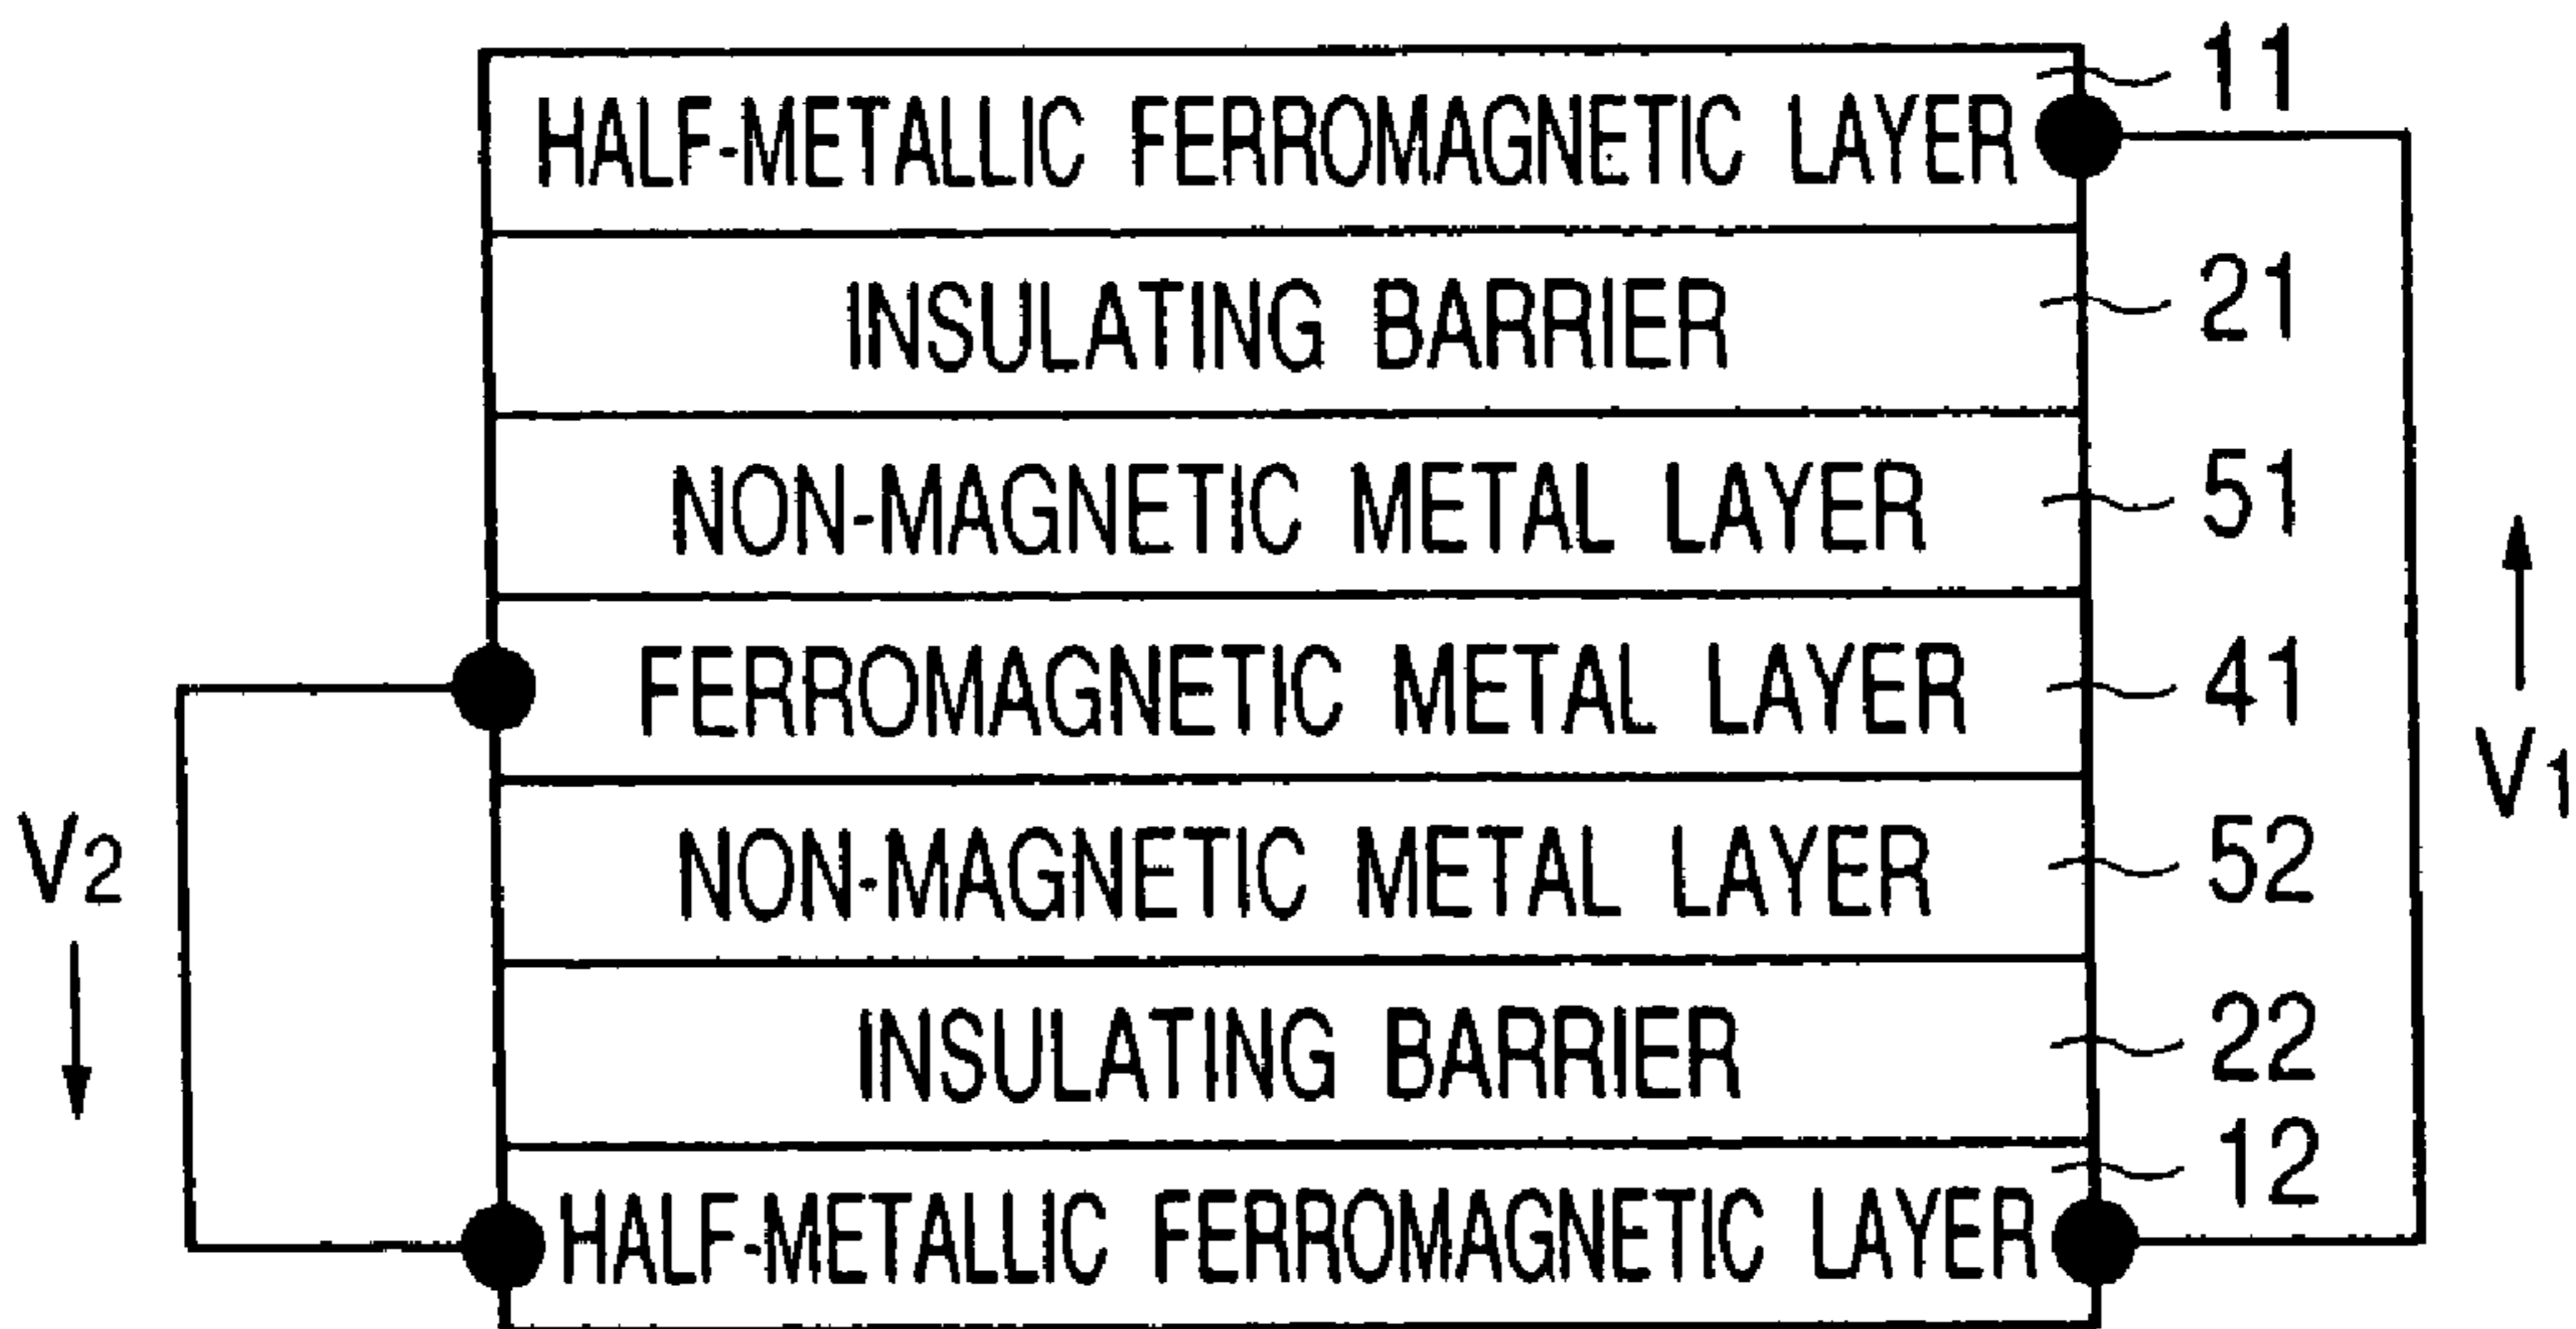 HALF-METALLIC FERROMAGNETIC LAYER 11
INSULATING BARRIER 21
NON-MAGNETIC METAL LAYER 51
FERROMAGNETIC METAL LAYER 41
V1
NON-MAGNETIC METAL LAYER 52
V2
INSULATING BARRIER 22
HALF-METALLIC FERROMAGNETIC LAYER 12